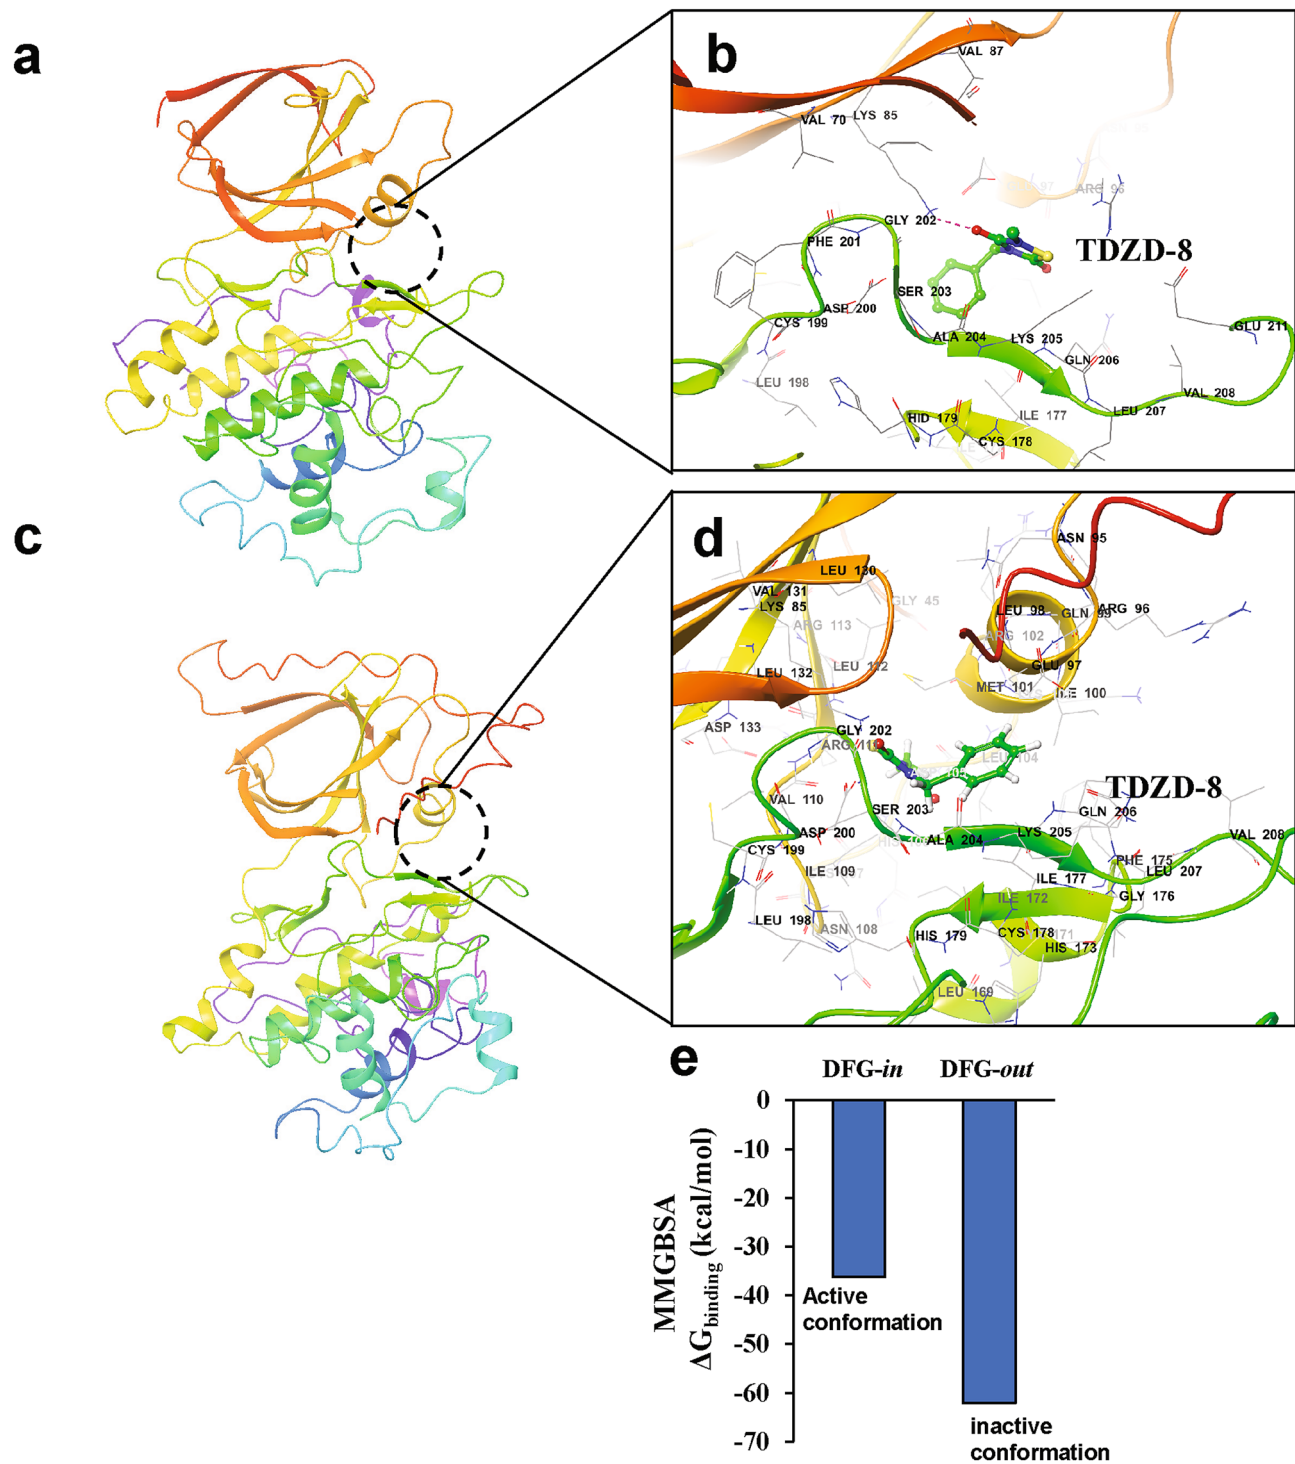 a
b
VAL 87
VAL 70
LYS 85
ARG 96
GLY 202
PHE 201
TDZD-8
SER 203
ASP 200
CYS 199
ALA 204
LYS 205
GLU 211
GLN 206
LEU 198
VAL 208
HID 179
ILE 177
LEU 207
CYS 178
c
d
ASN 95
LEU 130
VAL 131
LYS 85
GLY 45
LEU 98
GLN 99
ARG 96
ARG 113
ARG 102
LEU 112
GLU 97
LEU 132
MET 101
ILE 100
ASP 133
GLY 202
LEU 104
TDZD-8
VAL 110
SER 203
GLN 206
ASP 200
ALA 204
LYS 205
VAL 208
CYS 199
PHE 175
ILE 109
ILE 177
LEU 207
ILE 172
GLY 176
LEU 198
ASN 108
HIS 179
CYS 178
171
HIS 173
LEU 169
e
DFG-in
DFG-out
0
-10
-20
-30
-40
-50
-60
-70
MMGBSA
ΔGbinding (kcal/mol)
Active
conformation
inactive
conformation